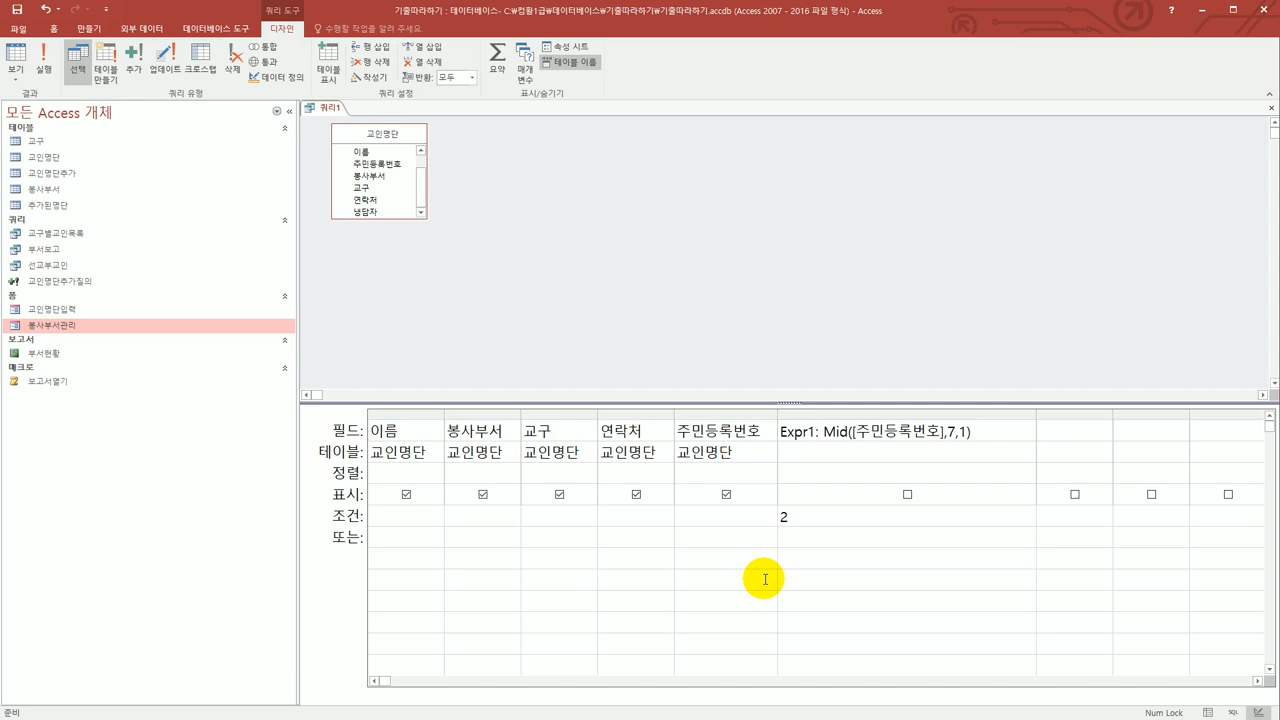 쿼리 도구
기출따라하기 : 데이터베이스- C:₩컴활1급₩데이터베이스₩기출따라하기₩기출따라하기.accdb (Access 2007 - 2016 파일 형식) - Access
파일 홈 만들기 외부 데이터 데이터베이스 도구 디자인 수행할 작업을 알려 주세요.
보기 실행 선택 테이블 만들기 추가 업데이트 크로스탭 삭제 통합 통과 데이터 정의
테이블 표시 행 삽입 행 삭제 작성기 열 삽입 열 삭제 반환: 모두
요약 매개 변수 속성 시트 테이블 이름
결과 쿼리 유형 쿼리 설정 표시/숨기기
모든 Access 개체
테이블
교구
교인명단
교인명단추가
봉사부서
추가된명단
쿼리
교구별교인목록
부서보고
선교부교인
교인명단추가질의
폼
교인명단입력
봉사부서관리
보고서
부서현황
매크로
보고서열기
쿼리1
교인명단
이름
주민등록번호
봉사부서
교구
연락처
냉담자
필드: 이름 봉사부서 교구 연락처 주민등록번호 Expr1: Mid([주민등록번호],7,1)
테이블: 교인명단 교인명단 교인명단 교인명단 교인명단
정렬:
표시:
조건: 2
또는:
준비
Num Lock
SQL